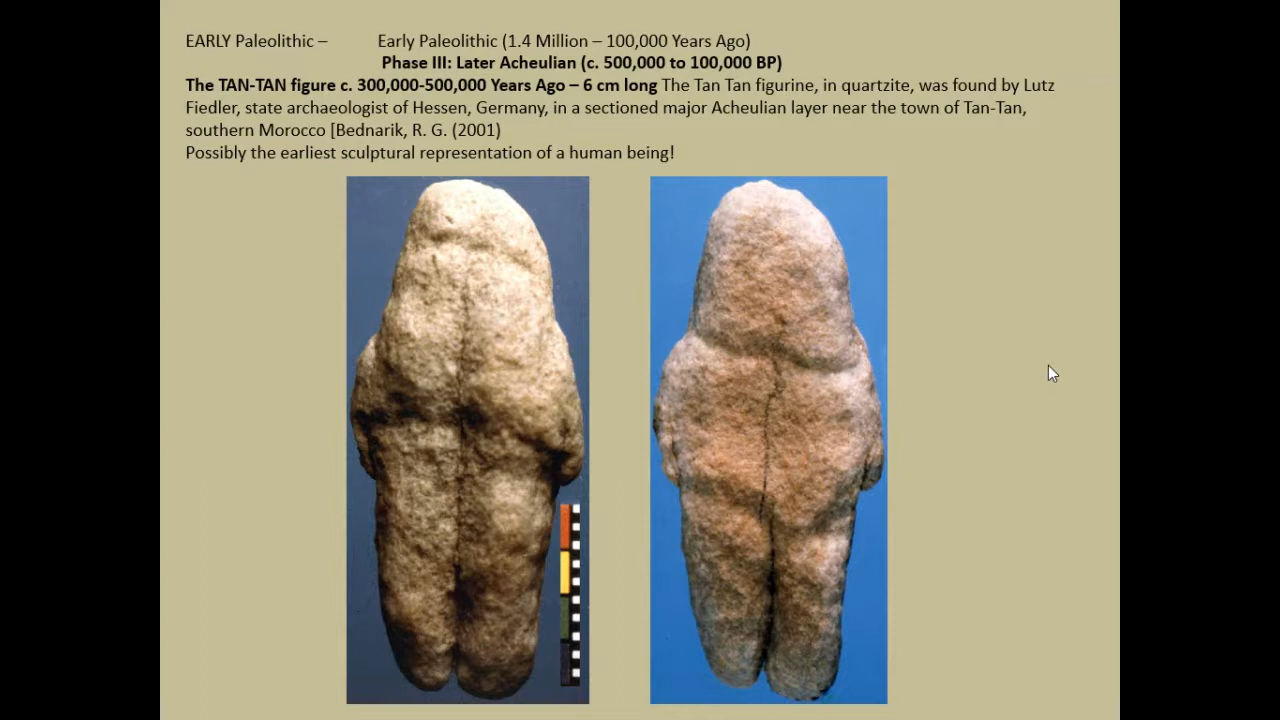 EARLY Paleolithic – Early Paleolithic (1.4 Million – 100,000 Years Ago)
Phase III: Later Acheulian (c. 500,000 to 100,000 BP)
The TAN-TAN figure c. 300,000-500,000 Years Ago – 6 cm long The Tan Tan figurine, in quartzite, was found by Lutz
Fiedler, state archaeologist of Hessen, Germany, in a sectioned major Acheulian layer near the town of Tan-Tan,
southern Morocco [Bednarik, R. G. (2001)
Possibly the earliest sculptural representation of a human being!